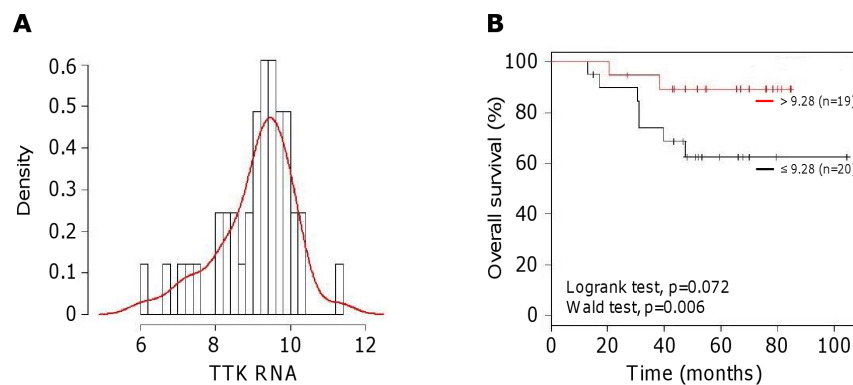 A
B
Density
0.6
0.5
0.4
0.3
0.2
0.1
0
6
8
10
12
TTK RNA
Overall survival (%)
100
80
60
40
20
0
> 9.28 (n=19)
≤ 9.28 (n=20)
Logrank test, p=0.072
Wald test, p=0.006
0
20
40
60
80
100
Time (months)